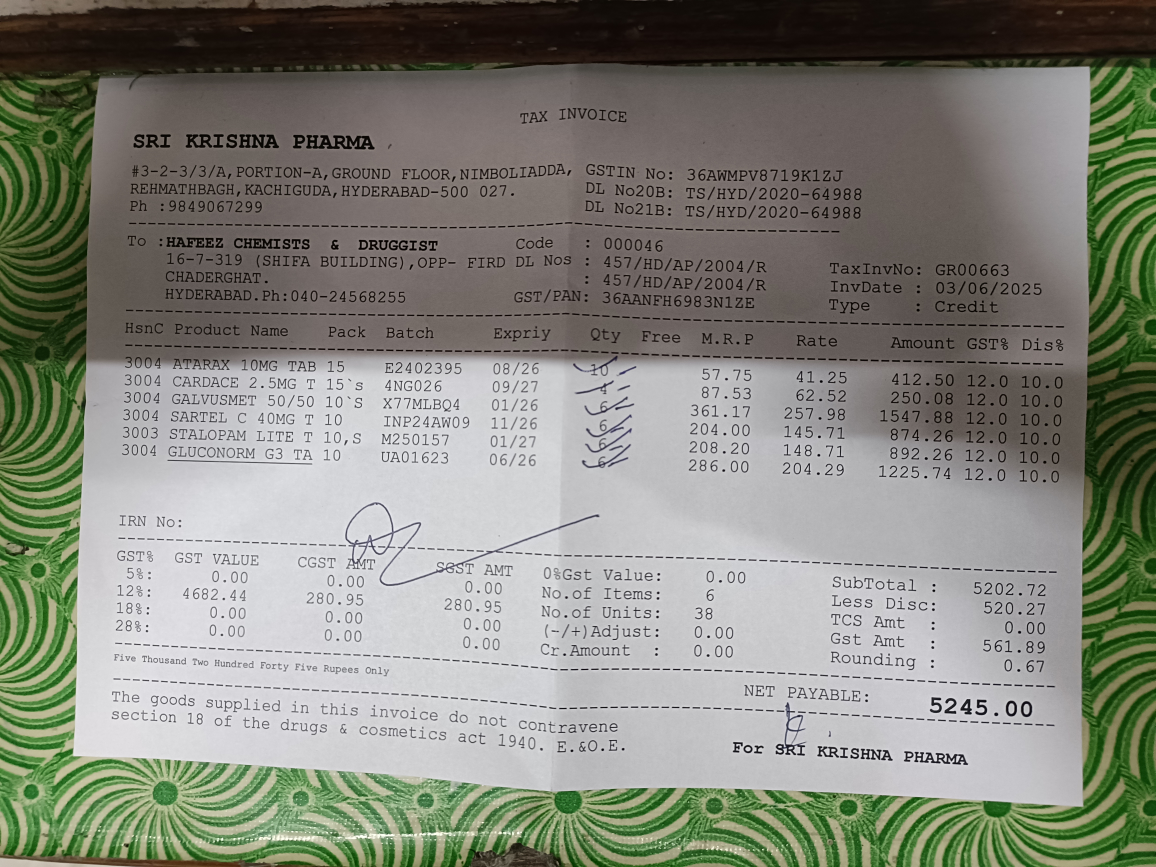 TAX INVOICE
SRI KRISHNA PHARMA
#3-2-3/3/A,PORTION-A,GROUND FLOOR,NIMBOLIADDA, GSTIN No: 36AWMPV8719K1ZJ
REHMATHBAGH,KACHIGUDA,HYDERABAD-500 027. DL No20B: TS/HYD/2020-64988
Ph :9849067299 DL No21B: TS/HYD/2020-64988
To :HAFEEZ CHEMISTS & DRUGGIST Code : 000046
16-7-319 (SHIFA BUILDING),OPP- FIRD DL Nos : 457/HD/AP/2004/R TaxInvNo: GR00663
CHADERGHAT. : 457/HD/AP/2004/R InvDate : 03/06/2025
HYDERABAD.Ph:040-24568255 GST/PAN: 36AANFH6983N1ZE Type : Credit
HsnC Product Name Pack Batch Expriy Qty Free M.R.P Rate Amount GST% Dis%
3004 ATARAX 10MG TAB 15 E2402395 08/26 10 57.75 41.25 412.50 12.0 10.0
3004 CARDACE 2.5MG T 15`s 4NG026 09/27 4 87.53 62.52 250.08 12.0 10.0
3004 GALVUSMET 50/50 10`S X77MLBQ4 01/26 6 361.17 257.98 1547.88 12.0 10.0
3004 SARTEL C 40MG T 10 INP24AW09 11/26 6 204.00 145.71 874.26 12.0 10.0
3003 STALOPAM LITE T 10,S M250157 01/27 6 208.20 148.71 892.26 12.0 10.0
3004 GLUCONORM G3 TA 10 UA01623 06/26 6 286.00 204.29 1225.74 12.0 10.0
IRN No:
GST% GST VALUE CGST AMT SGST AMT 0%Gst Value: 0.00 SubTotal : 5202.72
5%: 0.00 0.00 0.00 No.of Items: 6 Less Disc: 520.27
12%: 4682.44 280.95 280.95 No.of Units: 38 TCS Amt : 0.00
18%: 0.00 0.00 0.00 (-/+)Adjust: 0.00 Gst Amt : 561.89
28%: 0.00 0.00 0.00 Cr.Amount : 0.00 Rounding : 0.67
Five Thousand Two Hundred Forty Five Rupees Only
NET PAYABLE: 5245.00
The goods supplied in this invoice do not contravene
section 18 of the drugs & cosmetics act 1940. E.&O.E.
For SRI KRISHNA PHARMA